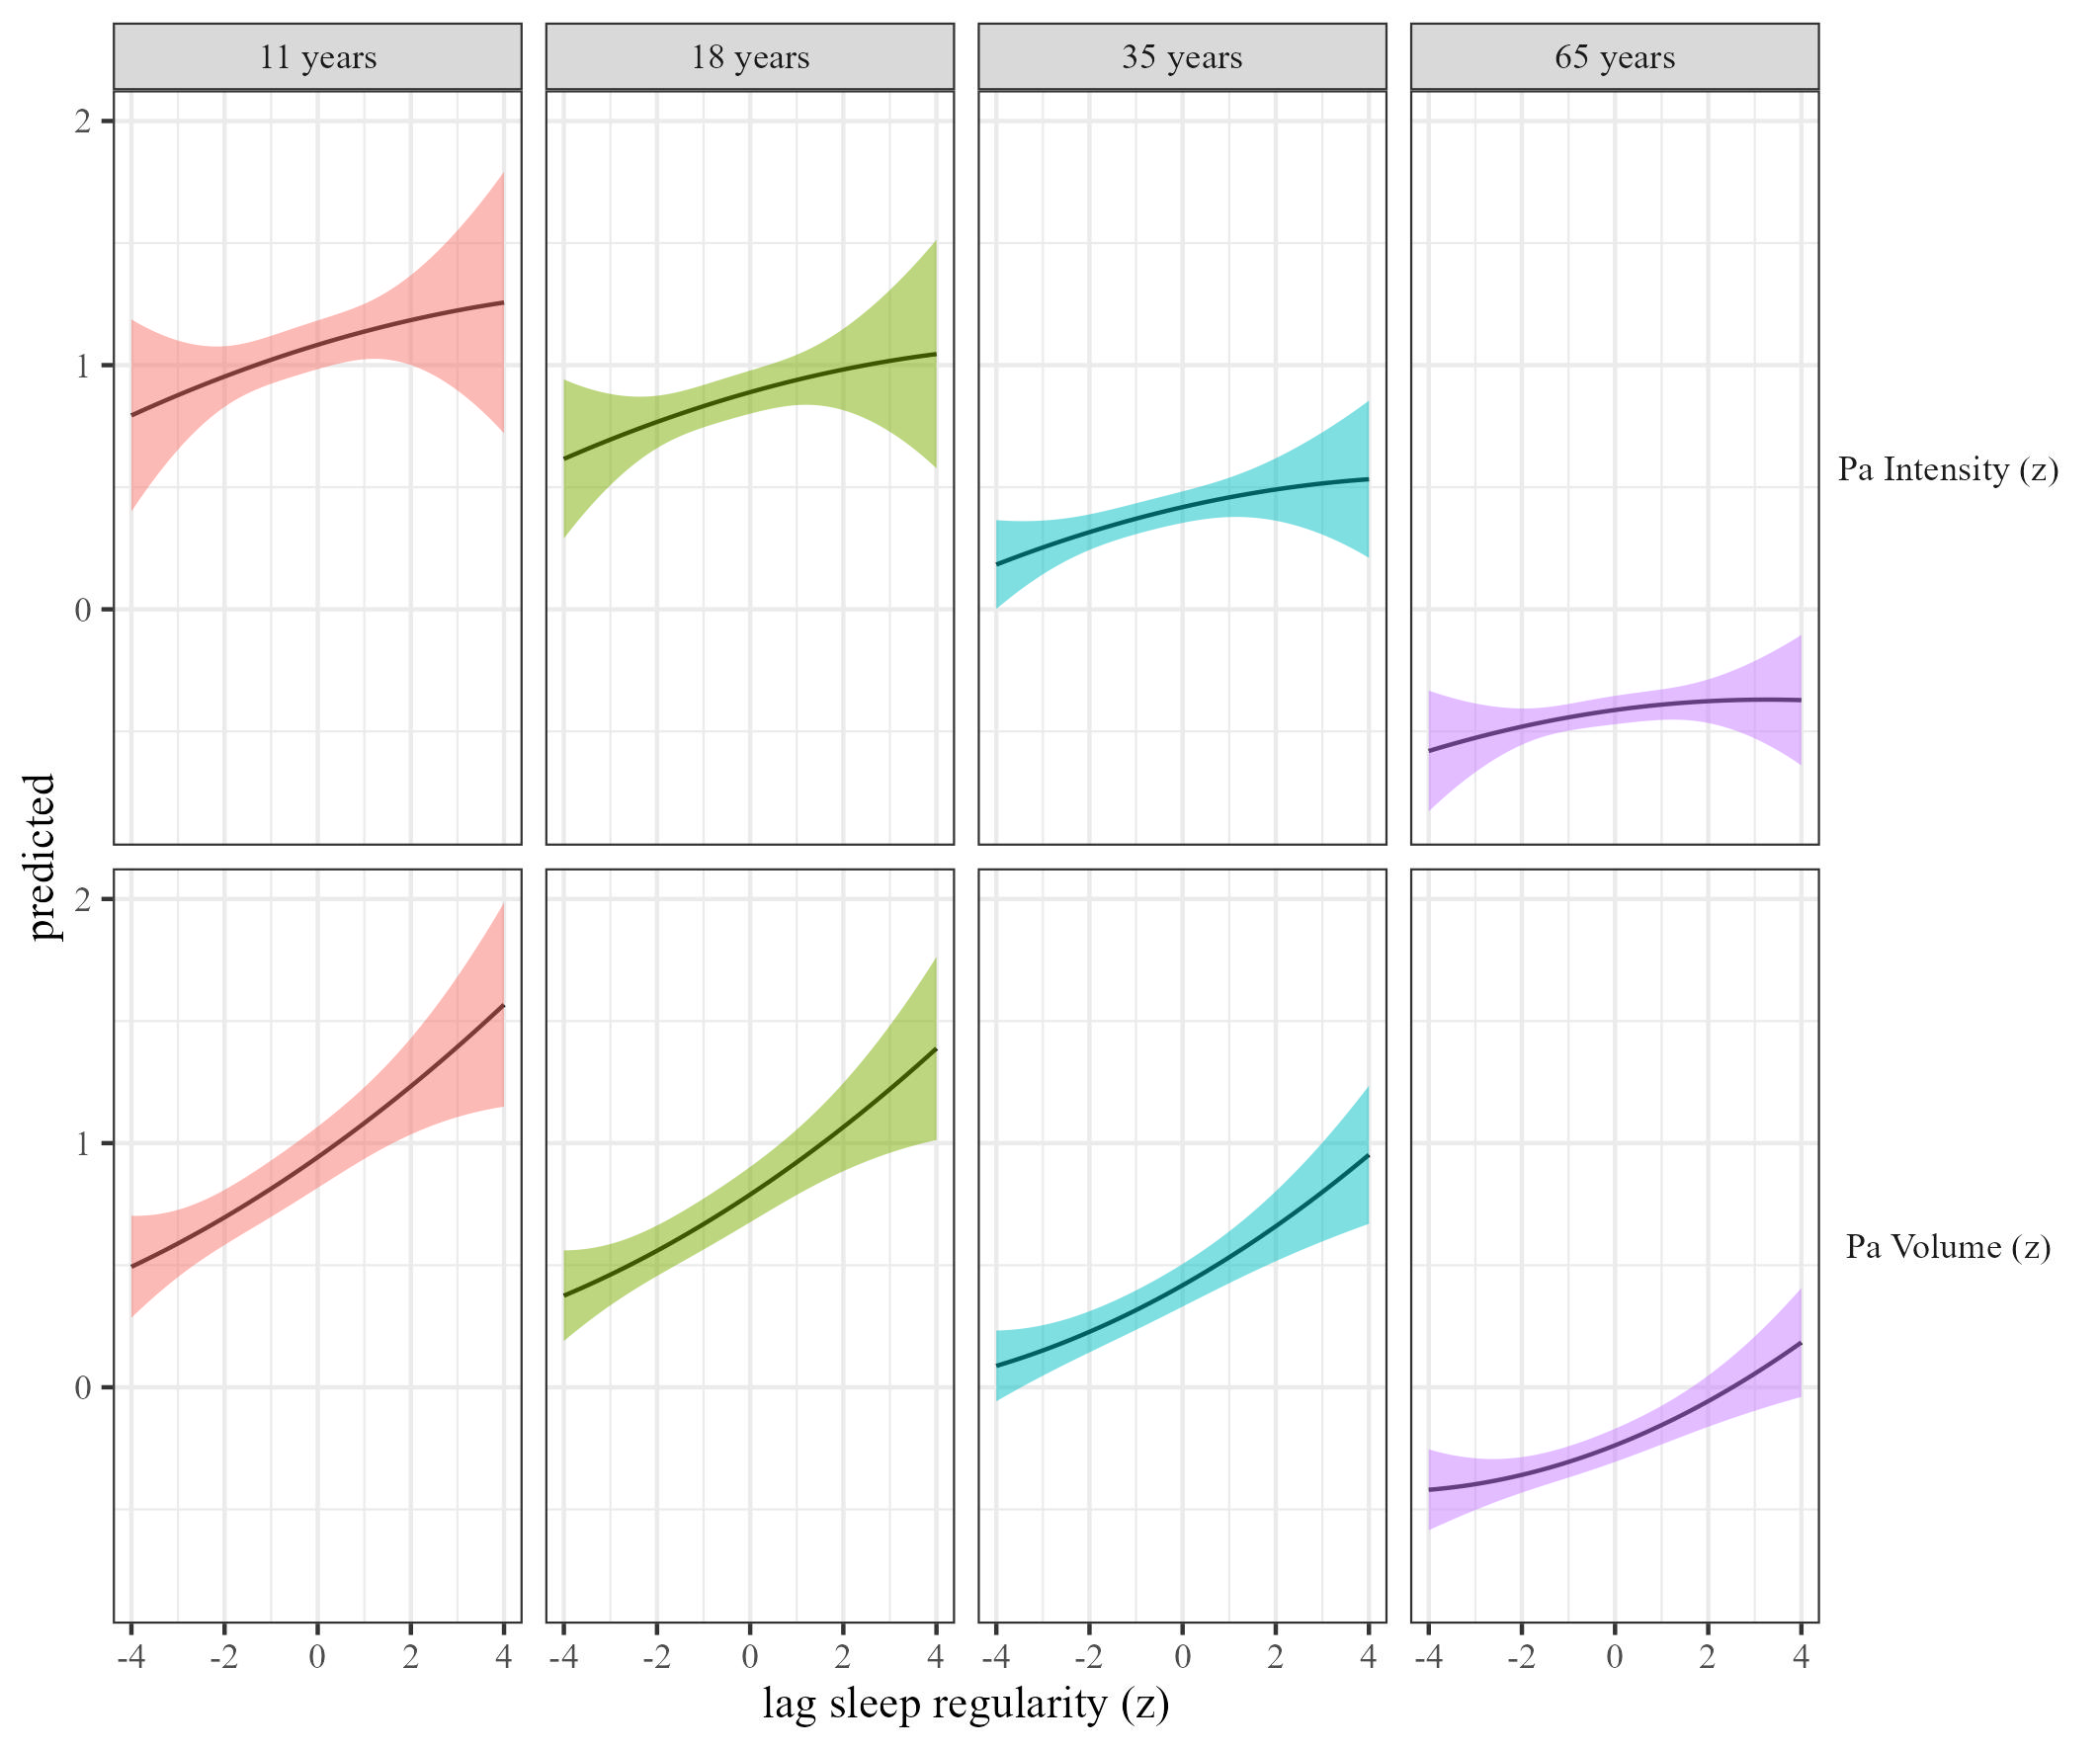 11 years 18 years 35 years 65 years
2
1
0
Pa Intensity (z)
predicted
2
1
0
Pa Volume (z)
-4 -2 0 2 4 -4 -2 0 2 4 -4 -2 0 2 4 -4 -2 0 2 4
lag sleep regularity (z)